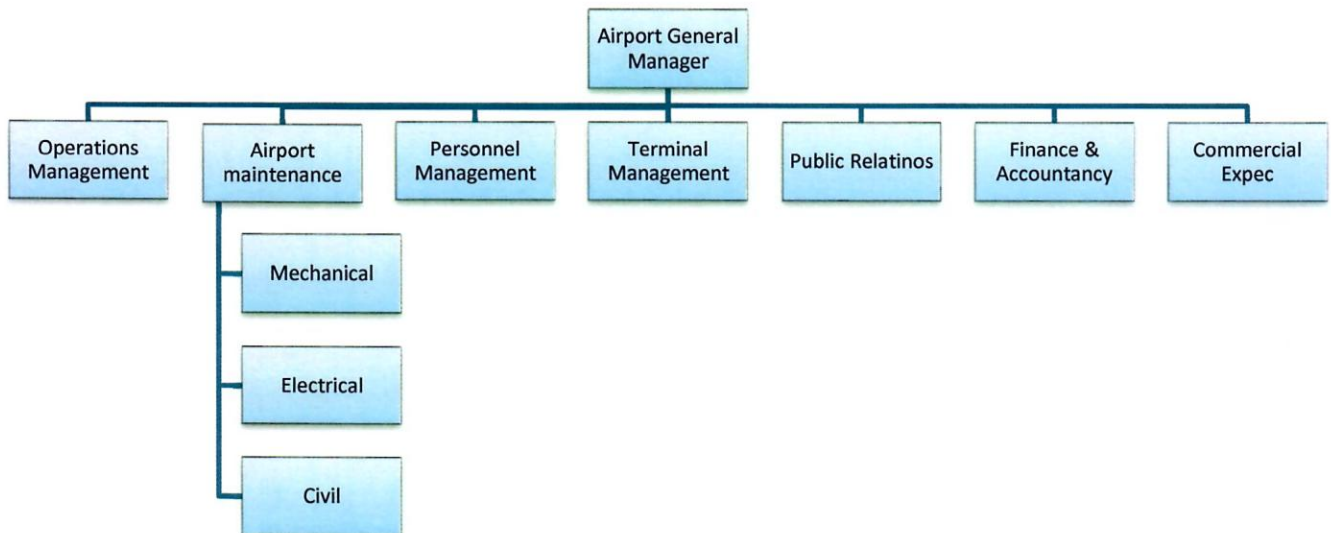 Airport General
Manager
Operations
Management
Airport
maintenance
Personnel
Management
Terminal
Management
Public Relatinos
Finance &
Accountancy
Commercial
Expec
Mechanical
Electrical
Civil